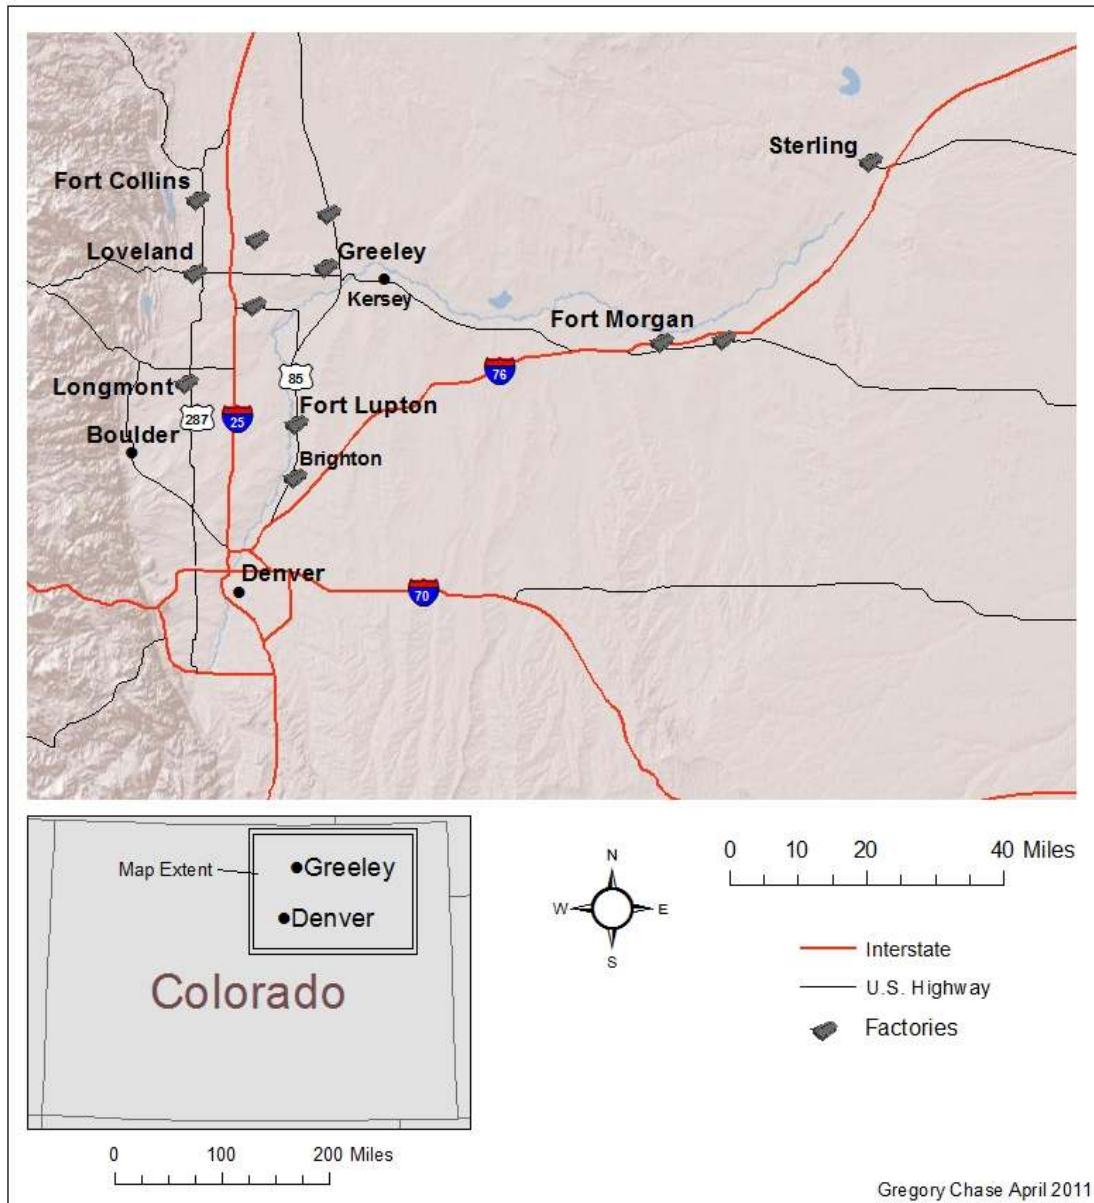 Sterling
Fort Collins
Loveland
Greeley
Kersey
Fort Morgan
76
85
Longmont
287
25
Fort Lupton
Boulder
Brighton
Denver
70
Map Extent
Greeley
Denver
Colorado
0 100 200 Miles
N
W E
S
0 10 20 40 Miles
Interstate
U.S. Highway
Factories
Gregory Chase April 2011